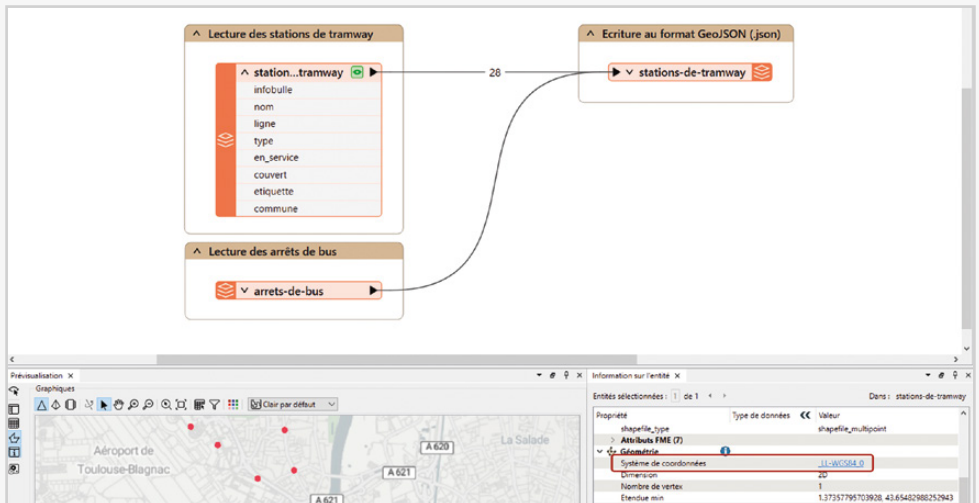 Lecture des stations de tramway
station...tramway
infobulle
nom
ligne
type
en_service
couvert
etiquette
commune
28
Ecriture au format GeoJSON (.json)
stations-de-tramway
Lecture des arrêts de bus
arrets-de-bus
Prévisualisation
Graphiques
Clair par défaut
Aéroport de
Toulouse-Blagnac
A 620
A 621
A 621
La Salade
Information sur l'entité
Entités sélectionnées : 1 de 1 Dans : stations-de-tramway
Propriété Type de données Valeur
shapefile_type shapefile_multipoint
Attributs FME (7)
Géométrie
Système de coordonnées _LL-WGS84_0
Dimension 2D
Nombre de vertex 1
Etendue min 1.37357795703928, 43.65482988252943